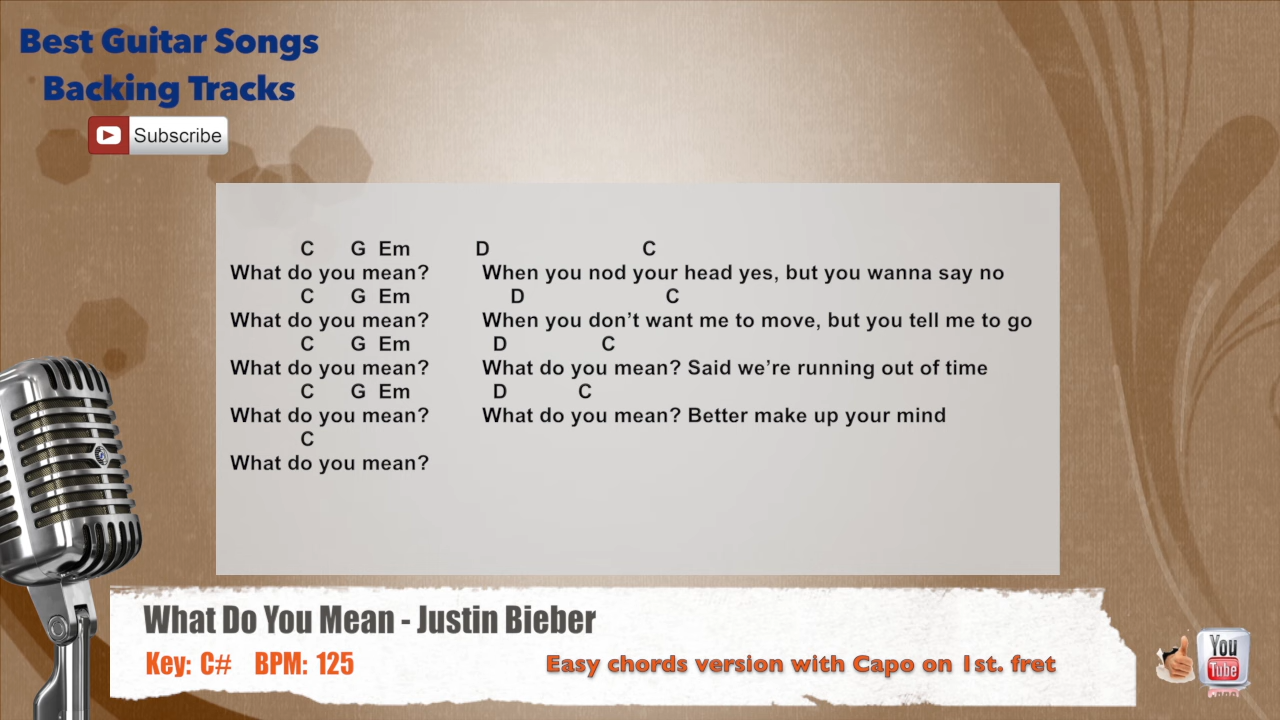 Best Guitar Songs
Backing Tracks
Subscribe
C G Em D C
What do you mean? When you nod your head yes, but you wanna say no
C G Em D C
What do you mean? When you don't want me to move, but you tell me to go
C G Em D C
What do you mean? What do you mean? Said we're running out of time
C G Em D C
What do you mean? What do you mean? Better make up your mind
C
What do you mean?
What Do You Mean - Justin Bieber
Key: C# BPM: 125
Easy chords version with Capo on 1st. fret
You
Tube